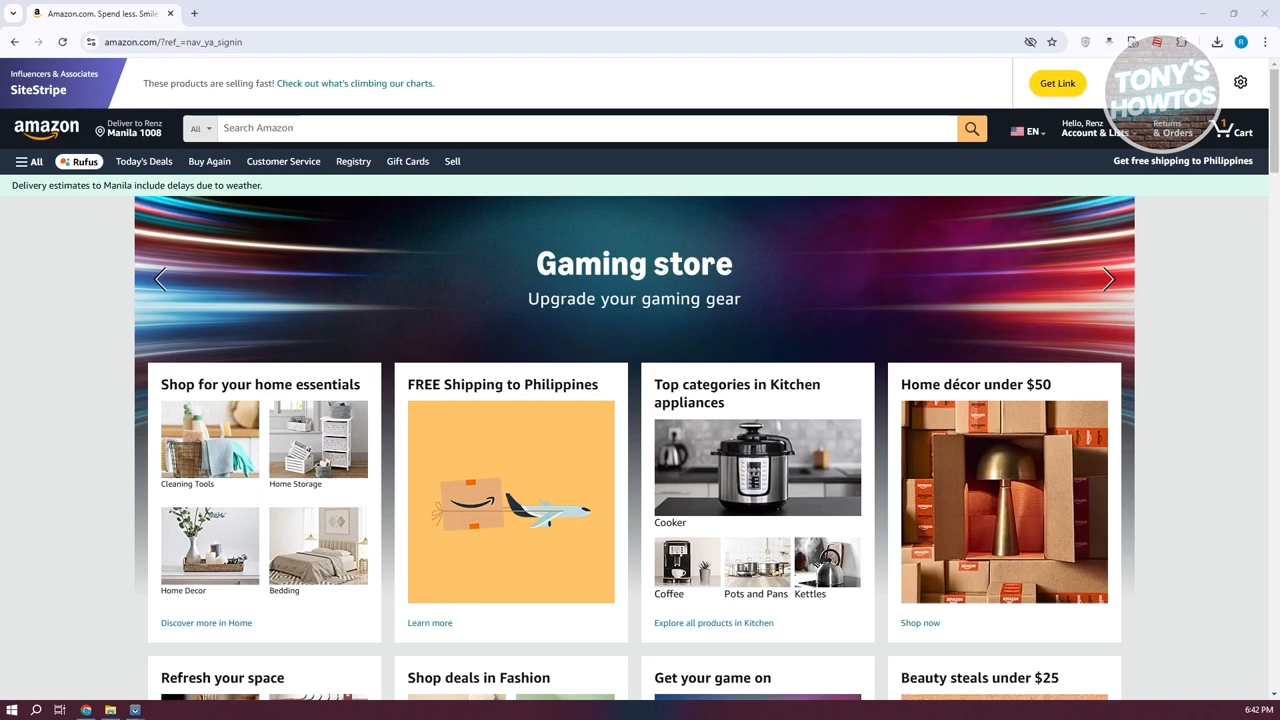 Amazon.com. Spend less. Smile
amazon.com/?ref_=nav_ya_signin
R
TONY'S
HOWTOS
Influencers & Associates
SiteStripe
These products are selling fast! Check out what's climbing our charts.
Get Link
amazon
Deliver to Renz
Manila 1008
All
Search Amazon
EN
Hello, Renz
Account & Lists
Returns
& Orders
1
Cart
All
Rufus
Today's Deals
Buy Again
Customer Service
Registry
Gift Cards
Sell
Get free shipping to Philippines
Delivery estimates to Manila include delays due to weather.
Gaming store
Upgrade your gaming gear
Shop for your home essentials
Cleaning Tools
Home Storage
Home Decor
Bedding
Discover more in Home
FREE Shipping to Philippines
Learn more
Top categories in Kitchen
appliances
Cooker
Coffee
Pots and Pans
Kettles
Explore all products in Kitchen
Home décor under $50
Shop now
Refresh your space
Shop deals in Fashion
Get your game on
Beauty steals under $25
6:42 PM